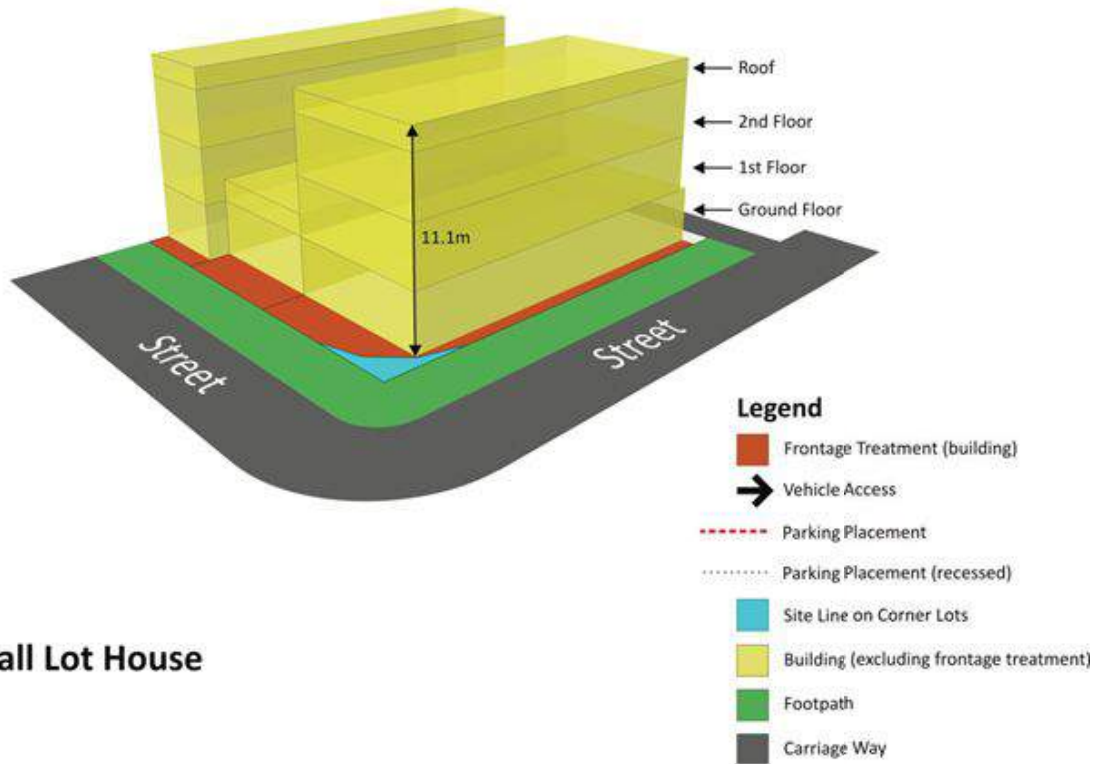 Roof
2nd Floor
1st Floor
Ground Floor
11.1m
Street
Street
Legend
Frontage Treatment (building)
Vehicle Access
Parking Placement
Parking Placement (recessed)
Site Line on Corner Lots
Building (excluding frontage treatment)
Footpath
Carriage Way
all Lot House